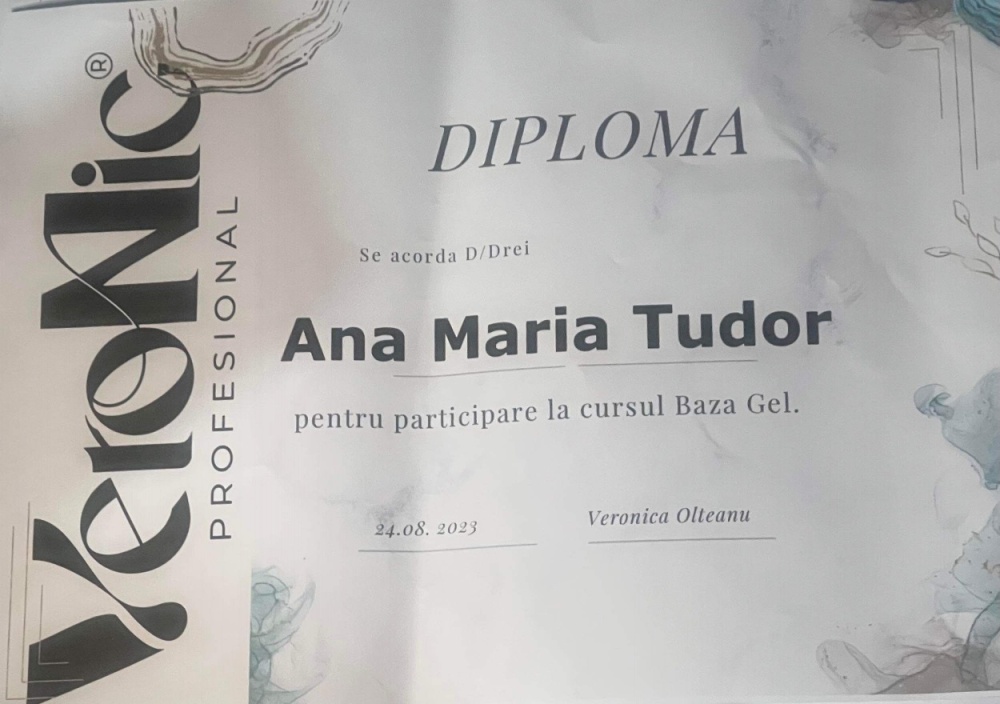 VeroNic®
PROFESIONAL
DIPLOMA
Se acorda D/Drei
Ana Maria Tudor
pentru participare la cursul Baza Gel.
24.08. 2023
Veronica Olteanu